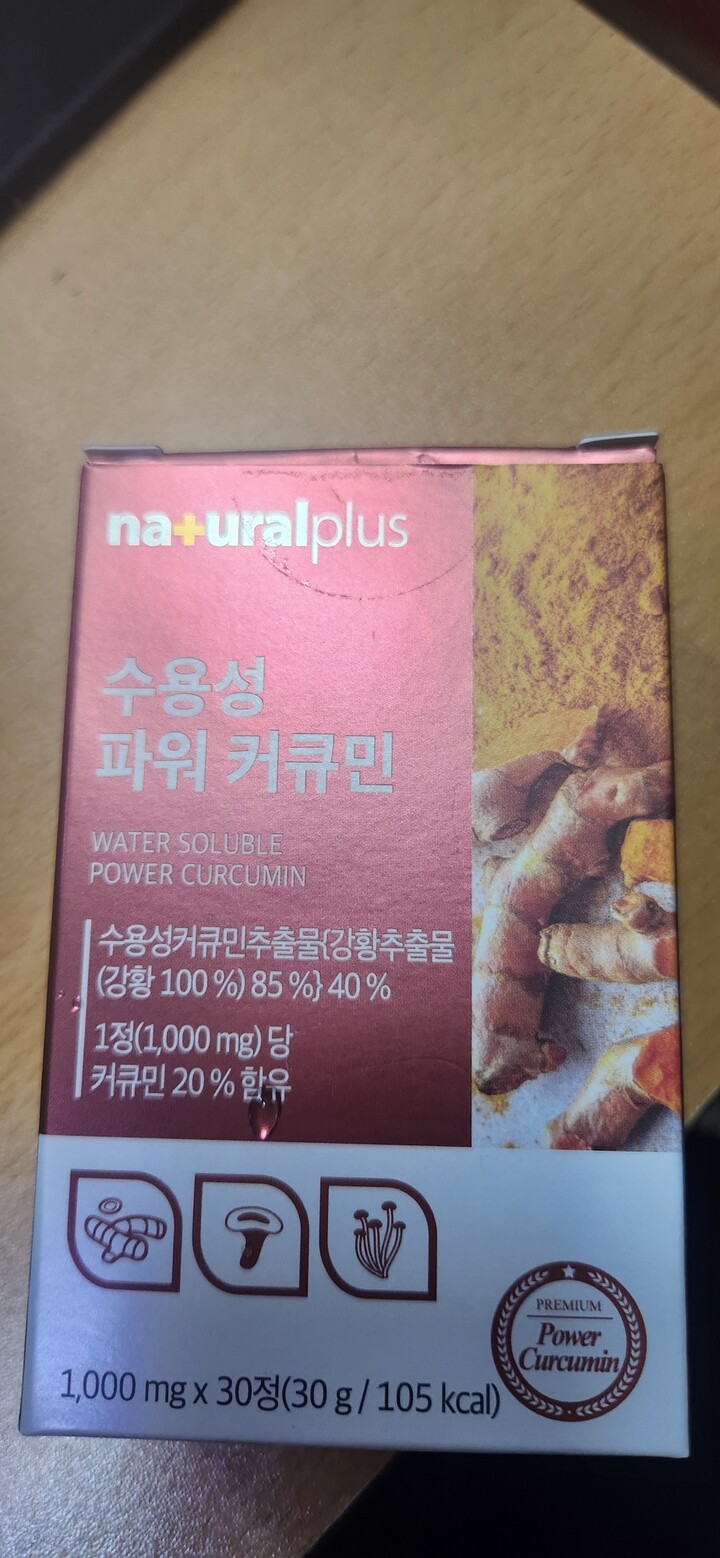 na+uralplus
수용성
파워 커큐민
WATER SOLUBLE
POWER CURCUMIN
수용성커큐민추출물{강황추출물
(강황 100 %) 85 %} 40 %
1정(1,000 mg) 당
커큐민 20 % 함유
PREMIUM
Power
Curcumin
1,000 mg x 30정(30 g / 105 kcal)